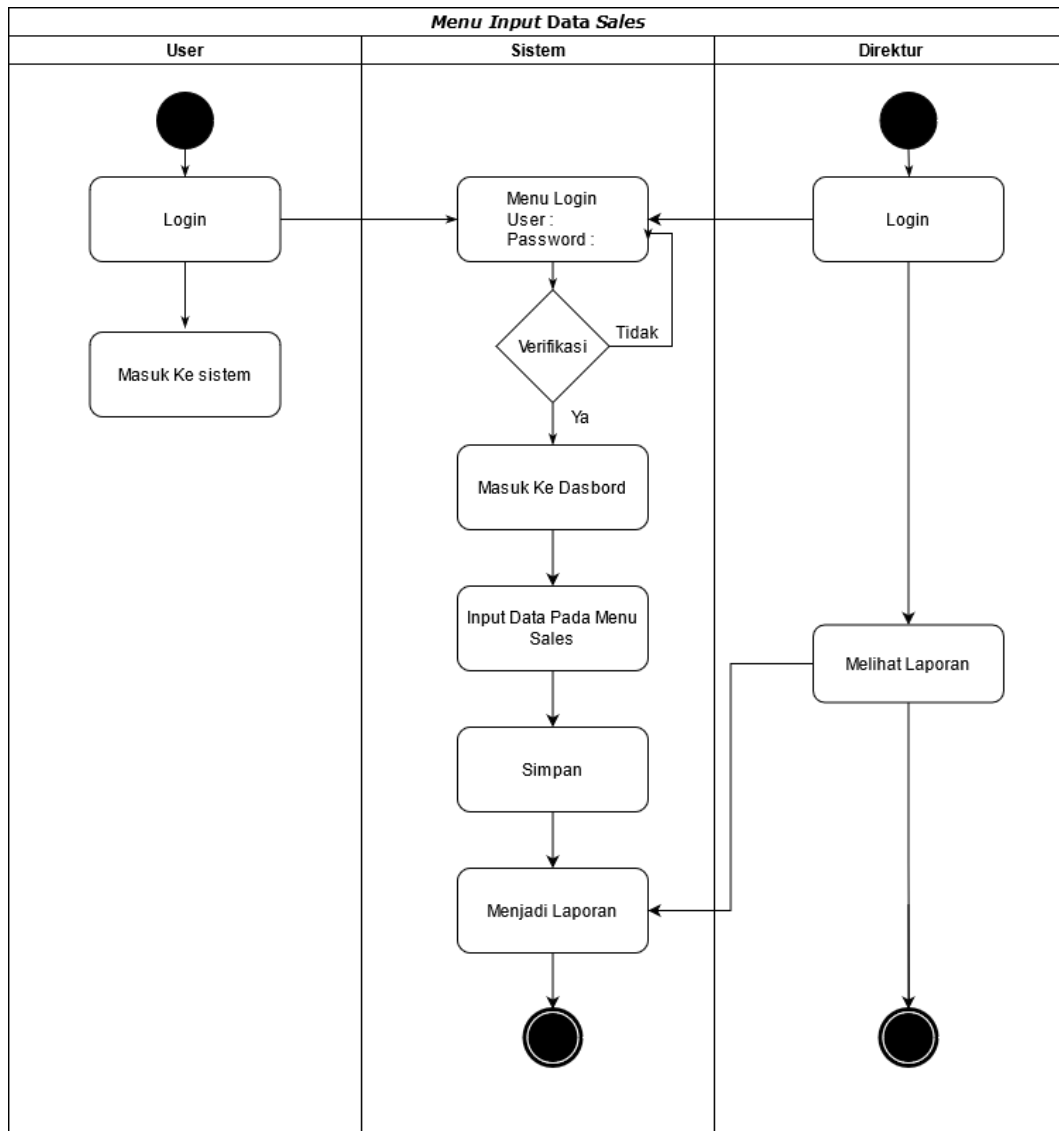 Menu Input Data Sales
User
Sistem
Direktur
Login
Menu Login
User :
Password :
Login
Masuk Ke sistem
Verifikasi
Tidak
Ya
Masuk Ke Dasbord
Input Data Pada Menu
Sales
Melihat Laporan
Simpan
Menjadi Laporan